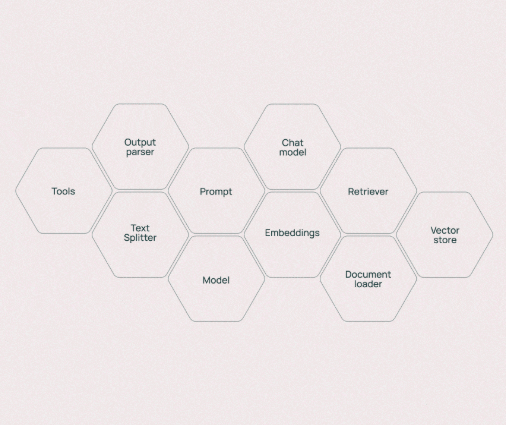 Output
parser
Chat
model
Tools
Prompt
Retriever
Text
Splitter
Embeddings
Vector
store
Model
Document
loader